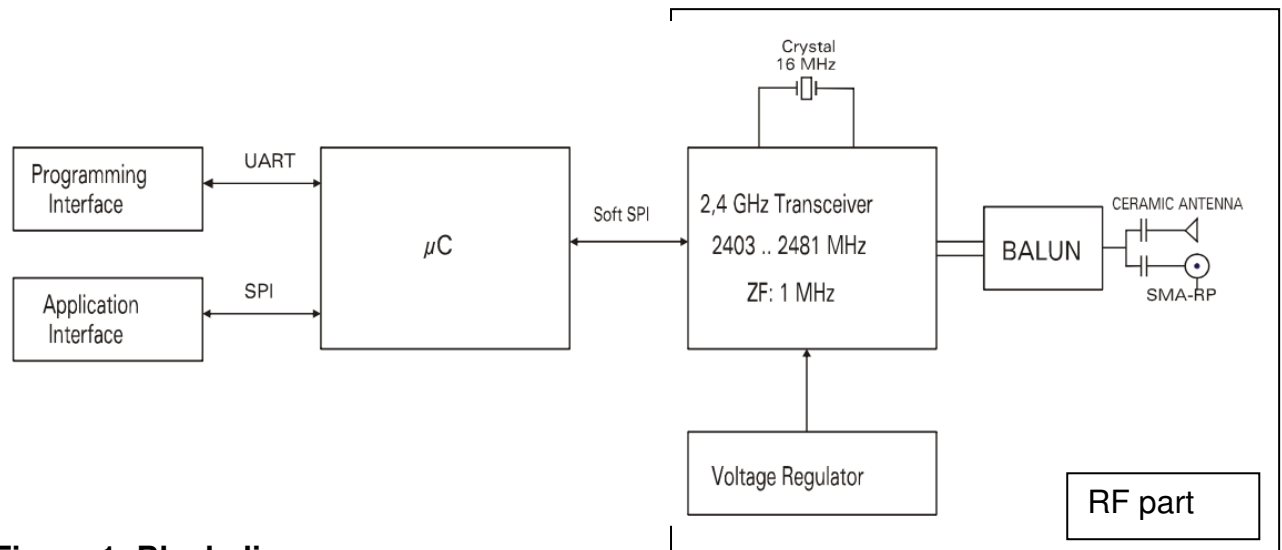 Crystal
16 MHz
Programming
Interface
UART
µC
Soft SPI
2,4 GHz Transceiver
2403 .. 2481 MHz
ZF: 1 MHz
BALUN
CERAMIC ANTENNA
SMA-RP
Application
Interface
SPI
Voltage Regulator
RF part